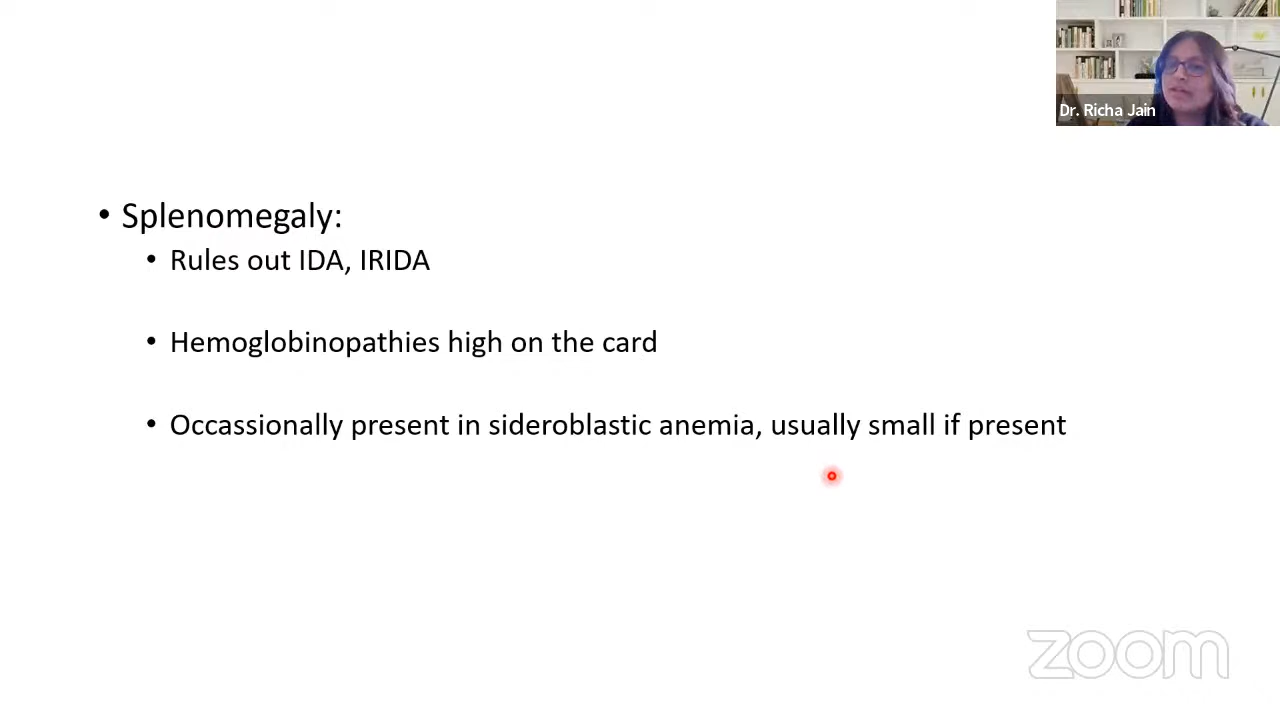 Dr. Richa Jain
• Splenomegaly:
• Rules out IDA, IRIDA
• Hemoglobinopathies high on the card
• Occassionally present in sideroblastic anemia, usually small if present
zoom